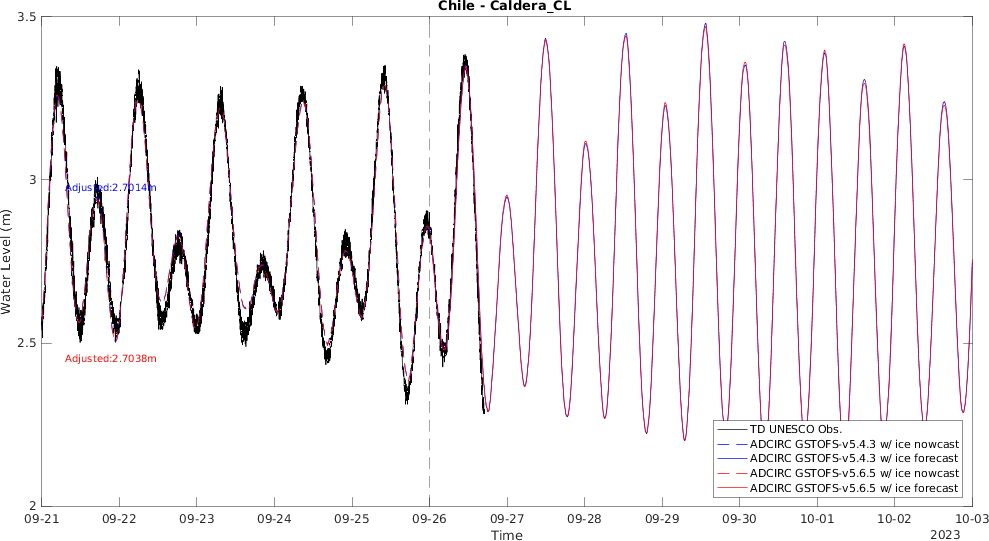 Chile - Caldera_CL
3.5
3
2.5
2
Water Level (m)
Adjusted:2.7014m
Adjusted:2.7038m
TD UNESCO Obs.
ADCIRC GSTOFS-v5.4.3 w/ ice nowcast
ADCIRC GSTOFS-v5.4.3 w/ ice forecast
ADCIRC GSTOFS-v5.6.5 w/ ice nowcast
ADCIRC GSTOFS-v5.6.5 w/ ice forecast
09-21 09-22 09-23 09-24 09-25 09-26 09-27 09-28 09-29 09-30 10-01 10-02 10-03
Time 2023